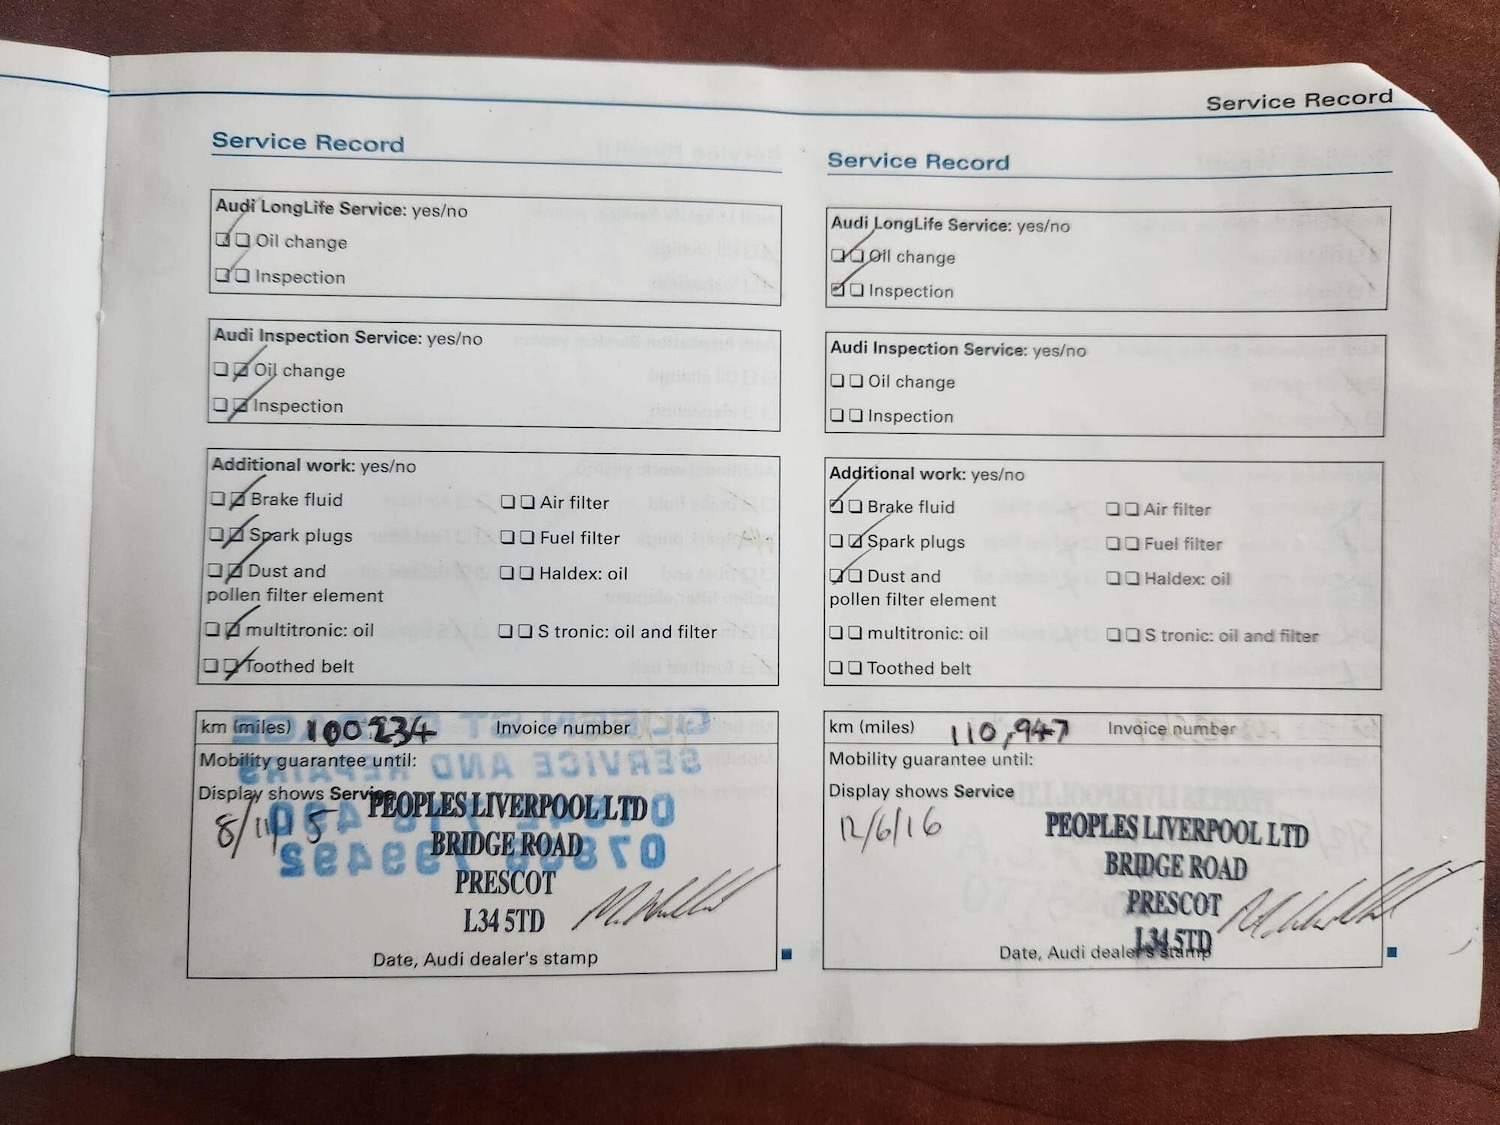 Service Record
Service Record
Audi LongLife Service: yes/no
Oil change
Inspection
Audi Inspection Service: yes/no
Oil change
Inspection
Additional work: yes/no
Brake fluid
Air filter
Spark plugs
Fuel filter
Dust and
pollen filter element
Haldex: oil
multitronic: oil
S tronic: oil and filter
Toothed belt
km (miles) 100234 Invoice number
Mobility guarantee until:
Display shows Service
8/11/15
PEOPLES LIVERPOOL LTD
BRIDGE ROAD
PRESCOT
L34 5TD
Date, Audi dealer's stamp
Service Record
Audi LongLife Service: yes/no
Oil change
Inspection
Audi Inspection Service: yes/no
Oil change
Inspection
Additional work: yes/no
Brake fluid
Air filter
Spark plugs
Fuel filter
Dust and
pollen filter element
Haldex: oil
multitronic: oil
S tronic: oil and filter
Toothed belt
km (miles) 110,947 Invoice number
Mobility guarantee until:
Display shows Service
12/6/16
PEOPLES LIVERPOOL LTD
BRIDGE ROAD
PRESCOT
L34 5TD
Date, Audi dealer's stamp